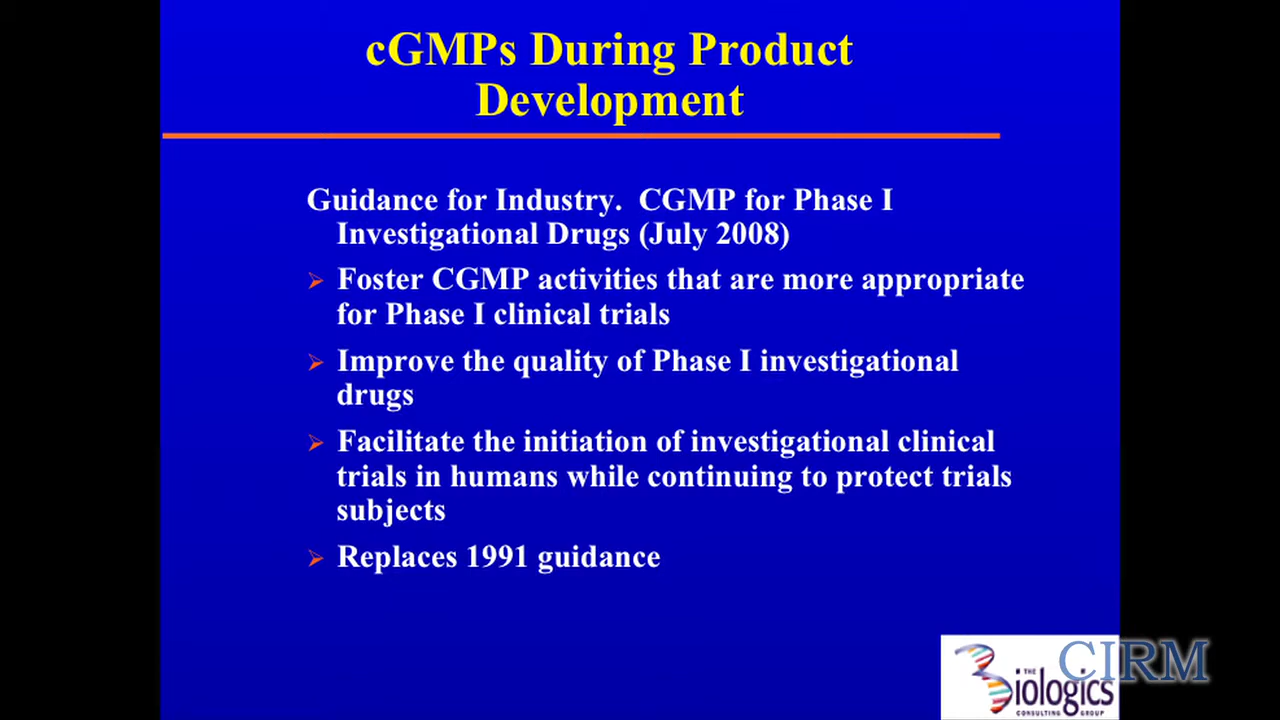 cGMPs During Product
Development
Guidance for Industry. CGMP for Phase I
Investigational Drugs (July 2008)
Foster CGMP activities that are more appropriate
for Phase I clinical trials
Improve the quality of Phase I investigational
drugs
Facilitate the initiation of investigational clinical
trials in humans while continuing to protect trials
subjects
Replaces 1991 guidance
CIRM
THE
Biologics
CONSULTING GROUP